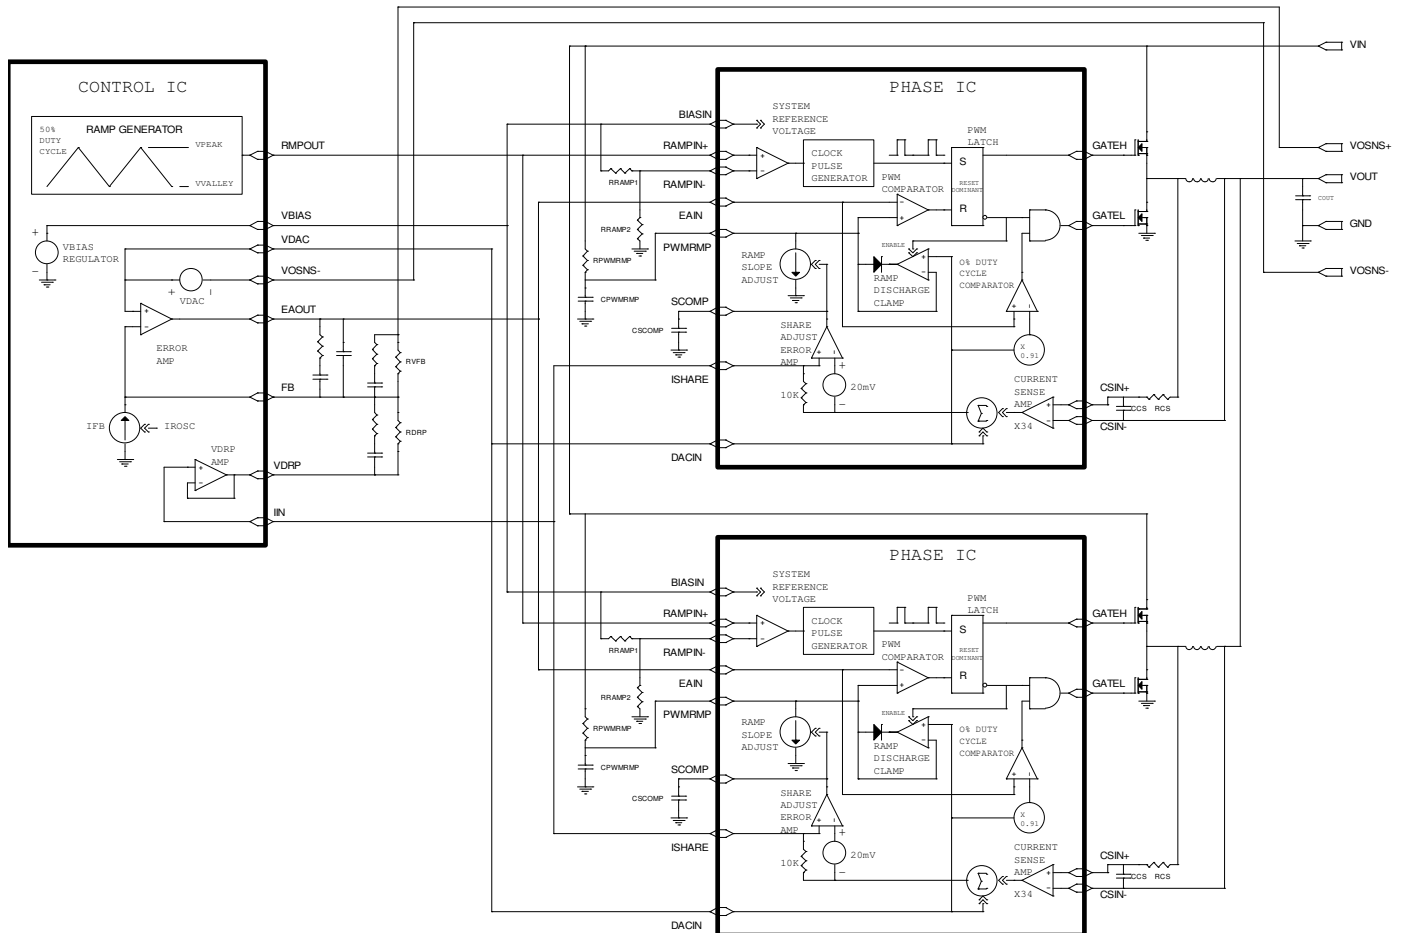 VIN
CONTROL IC
50%
DUTY
CYCLE
RAMP GENERATOR
VPEAK
VVALLEY
RMPOUT
VBIAS
+
VBIAS
REGULATOR
−
VDAC
VOSNS-
+
VDAC
−
EAOUT
+
−
ERROR
AMP
RVFB
FB
IFB
IROSC
RDRP
VDRP
AMP
+
−
VDRP
IIN
PHASE IC
BIASIN
SYSTEM
REFERENCE
VOLTAGE
RAMPIN+
+
−
CLOCK
PULSE
GENERATOR
PWM
LATCH
S
RESET
DOMINANT
R
GATEH
RRAMP1
RAMPIN-
PWM
COMPARATOR
−
+
EAIN
RRAMP2
PWMRMP
GATEL
RPWMRMP
RAMP
SLOPE
ADJUST
ENABLE
+
−
RAMP
DISCHARGE
CLAMP
0% DUTY
CYCLE
COMPARATOR
+
−
CPWMRMP
SCOMP
CSCOMP
SHARE
ADJUST
ERROR
AMP
+
−
X
0.91
ISHARE
10K
+
20mV
−
CURRENT
SENSE
AMP
X34
+
−
Σ
CSIN+
CCS
RCS
CSIN-
DACIN
VOSNS+
VOUT
COUT
GND
VOSNS-
PHASE IC
BIASIN
SYSTEM
REFERENCE
VOLTAGE
RAMPIN+
+
−
CLOCK
PULSE
GENERATOR
PWM
LATCH
S
RESET
DOMINANT
R
GATEH
RRAMP1
RAMPIN-
PWM
COMPARATOR
−
+
EAIN
RRAMP2
PWMRMP
GATEL
RPWMRMP
RAMP
SLOPE
ADJUST
ENABLE
+
−
RAMP
DISCHARGE
CLAMP
0% DUTY
CYCLE
COMPARATOR
+
−
CPWMRMP
SCOMP
CSCOMP
SHARE
ADJUST
ERROR
AMP
+
−
X
0.91
ISHARE
10K
+
20mV
−
CURRENT
SENSE
AMP
X34
+
−
Σ
CSIN+
CCS
RCS
CSIN-
DACIN